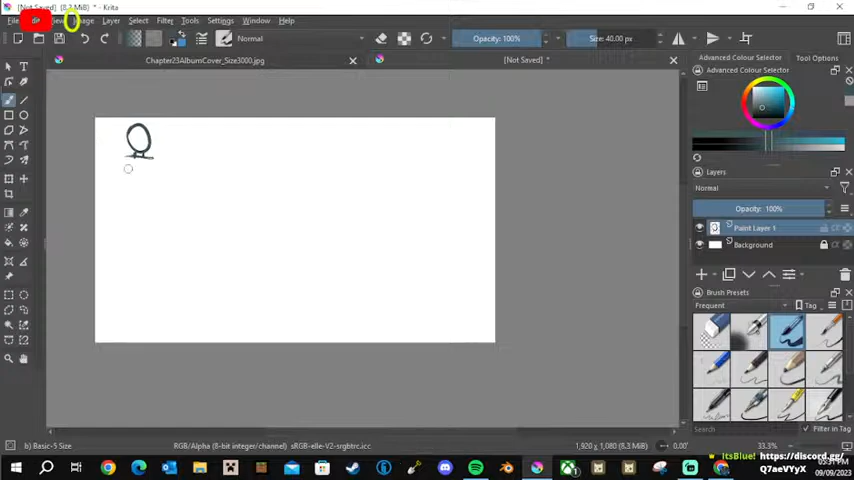 [Not Saved] (8.3 MiB) * - Krita
File
Image Layer Select Filter Tools Settings Window Help
Normal
Opacity: 100%
Size: 40.00 px
Chapter23AlbumCover_Size3000.jpg
[Not Saved] *
Advanced Colour Selector
Tool Options
Advanced Colour Selector
Layers
Normal
Opacity: 100%
Paint Layer 1
Background
Brush Presets
Frequent
Tag
Search
Filter in Tag
b) Basic-5 Size
RGB/Alpha (8-bit integer/channel) sRGB-elle-V2-srgbtrc.icc
1,920 x 1,080 (8.3 MiB)
0.00°
33.3%
ItsBlue! https://discord.gg/
Q7aeVYyX
05:31 PM
09/09/2023